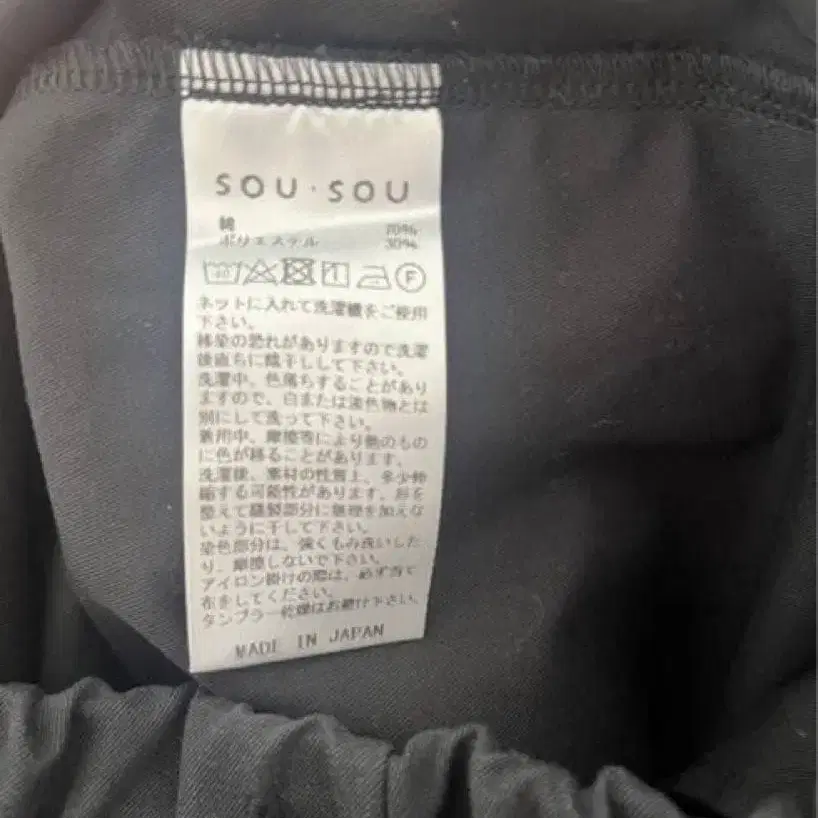 SOU・SOU
綿 70%
ポリエステル 30%
40 F
ネットに入れて洗濯機をご使用
下さい。
移染の恐れがありますので洗濯
後直ちに陰干しして下さい。
洗濯中、色落ちすることがあり
ますので、白または淡色物とは
別にして洗って下さい。
着用中、摩擦等により他のもの
に色が移ることがあります。
洗濯後、素材の性質上、多少伸
縮する可能性があります。形を
整えて縫製部分に無理を加えな
いように干して下さい。
染色部分は、強くもみ洗いした
り、摩擦しないで下さい。
アイロン掛けの際は、必ず当て
布をしてください。
タンブラー乾燥はお避け下さい。
MADE IN JAPAN